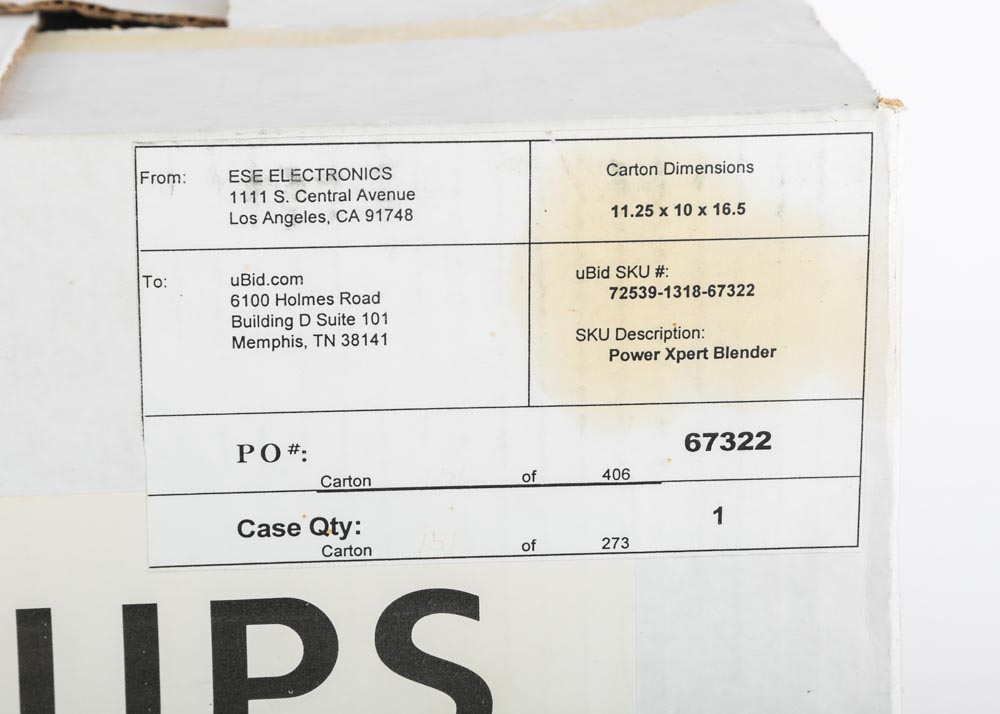 From: ESE ELECTRONICS
1111 S. Central Avenue
Los Angeles, CA 91748
Carton Dimensions
11.25 x 10 x 16.5
To: uBid.com
6100 Holmes Road
Building D Suite 101
Memphis, TN 38141
uBid SKU #:
72539-1318-67322
SKU Description:
Power Xpert Blender
PO#: 67322
Carton of 406
Case Qty: 1
Carton 151 of 273
UPS